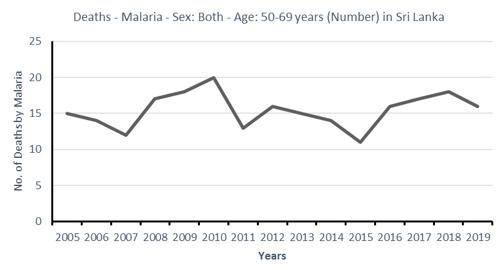 Deaths - Malaria - Sex: Both - Age: 50-69 years (Number) in Sri Lanka
No. of Deaths by Malaria
25
20
15
10
5
0
2005 2006 2007 2008 2009 2010 2011 2012 2013 2014 2015 2016 2017 2018 2019
Years